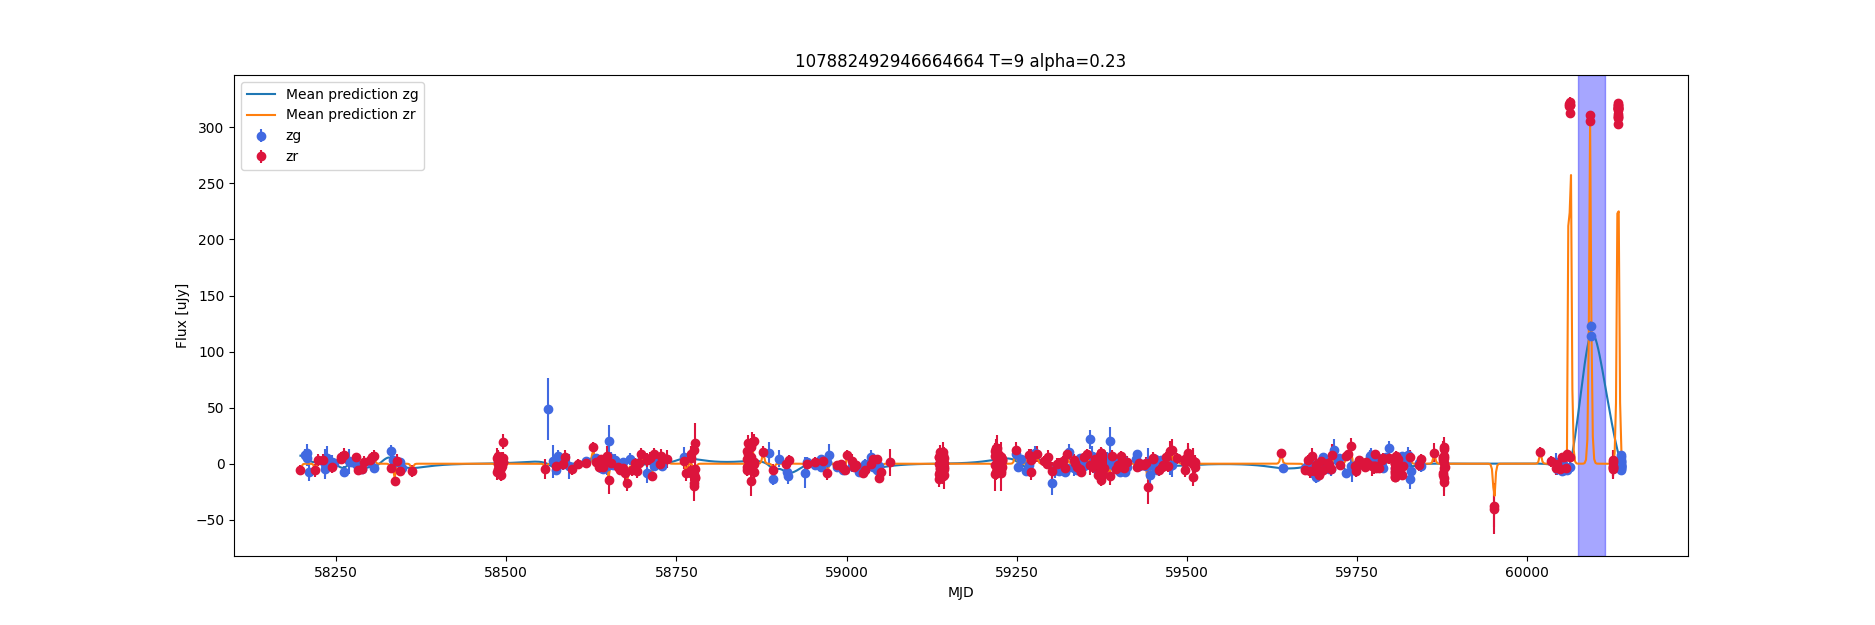 107882492946664664 T=9 alpha=0.23
Mean prediction zg
Mean prediction zr
zg
zr
Flux [uJy]
300
250
200
150
100
50
0
−50
58250 58500 58750 59000 59250 59500 59750 60000
MJD